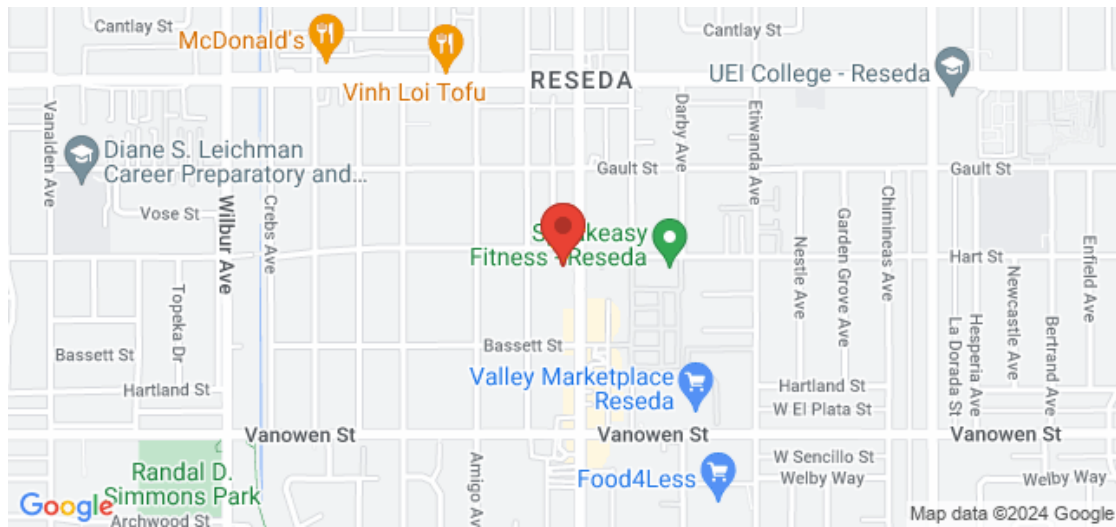 Cantlay St
McDonald's
Vinh Loi Tofu
RESEDA
Cantlay St
UEI College - Reseda
Vanalden Ave
Diane S. Leichman
Career Preparatory and...
Vose St
Wilbur Ave
Crebs Ave
Gault St
Darby Ave
Etiwanda Ave
Gault St
Fitness - Reseda
Nestle Ave
Garden Grove Ave
Chimineas Ave
Hart St
Newcastle Ave
Enfield Ave
Topeka Dr
Bassett St
Hartland St
Bassett St
Valley Marketplace
Reseda
Hartland St
W El Plata St
La Dorada St
Hesperia Ave
Bertrand Ave
Vanowen St
Vanowen St
Vanowen St
Randal D.
Simmons Park
Archwood St
Amigo Av
Food4Less
W Sencillo St
Welby Way
Welby Way
Google
Map data ©2024 Google